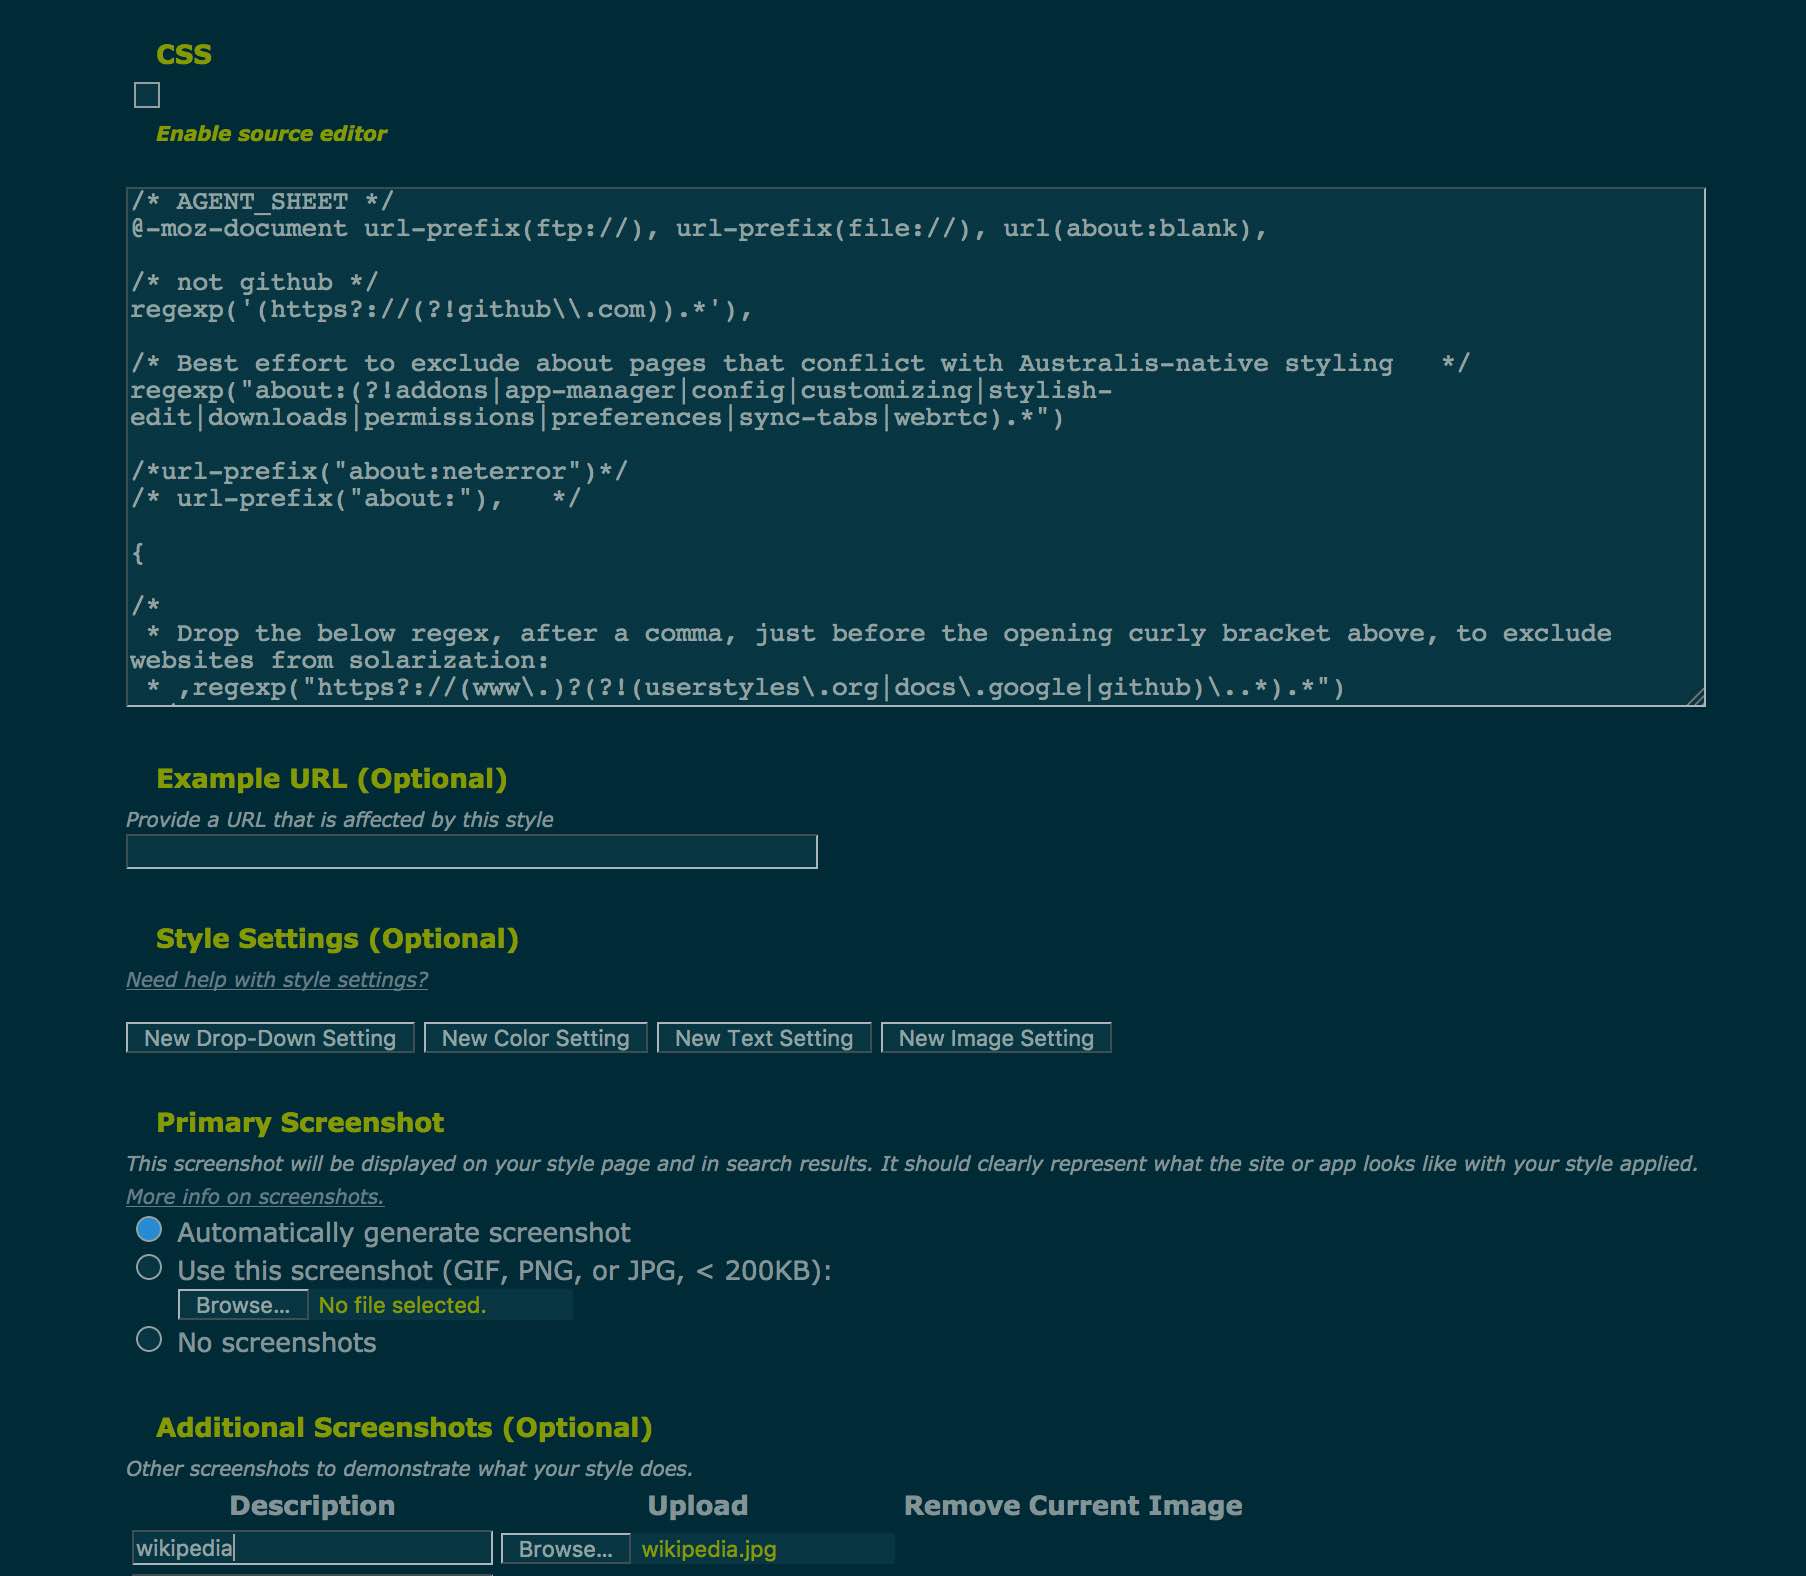 CSS
Enable source editor
/* AGENT_SHEET */
@-moz-document url-prefix(ftp://), url-prefix(file://), url(about:blank),
/* not github */
regexp('(https?://(?!github\\.com)).*'),
/* Best effort to exclude about pages that conflict with Australis-native styling   */
regexp("about:(?!addons|app-manager|config|customizing|stylish-
edit|downloads|permissions|preferences|sync-tabs|webrtc).*")
/*url-prefix("about:neterror")*/
/* url-prefix("about:"),   */
{
/*
 * Drop the below regex, after a comma, just before the opening curly bracket above, to exclude
websites from solarization:
 * ,regexp("https?://(www\.)?(?!(userstyles\.org|docs\.google|github)\..*).*")
Example URL (Optional)
Provide a URL that is affected by this style
Style Settings (Optional)
Need help with style settings?
New Drop-Down Setting New Color Setting New Text Setting New Image Setting
Primary Screenshot
This screenshot will be displayed on your style page and in search results. It should clearly represent what the site or app looks like with your style applied.
More info on screenshots.
Automatically generate screenshot
Use this screenshot (GIF, PNG, or JPG, < 200KB):
Browse... No file selected.
No screenshots
Additional Screenshots (Optional)
Other screenshots to demonstrate what your style does.
Description Upload Remove Current Image
wikipedia Browse... wikipedia.jpg